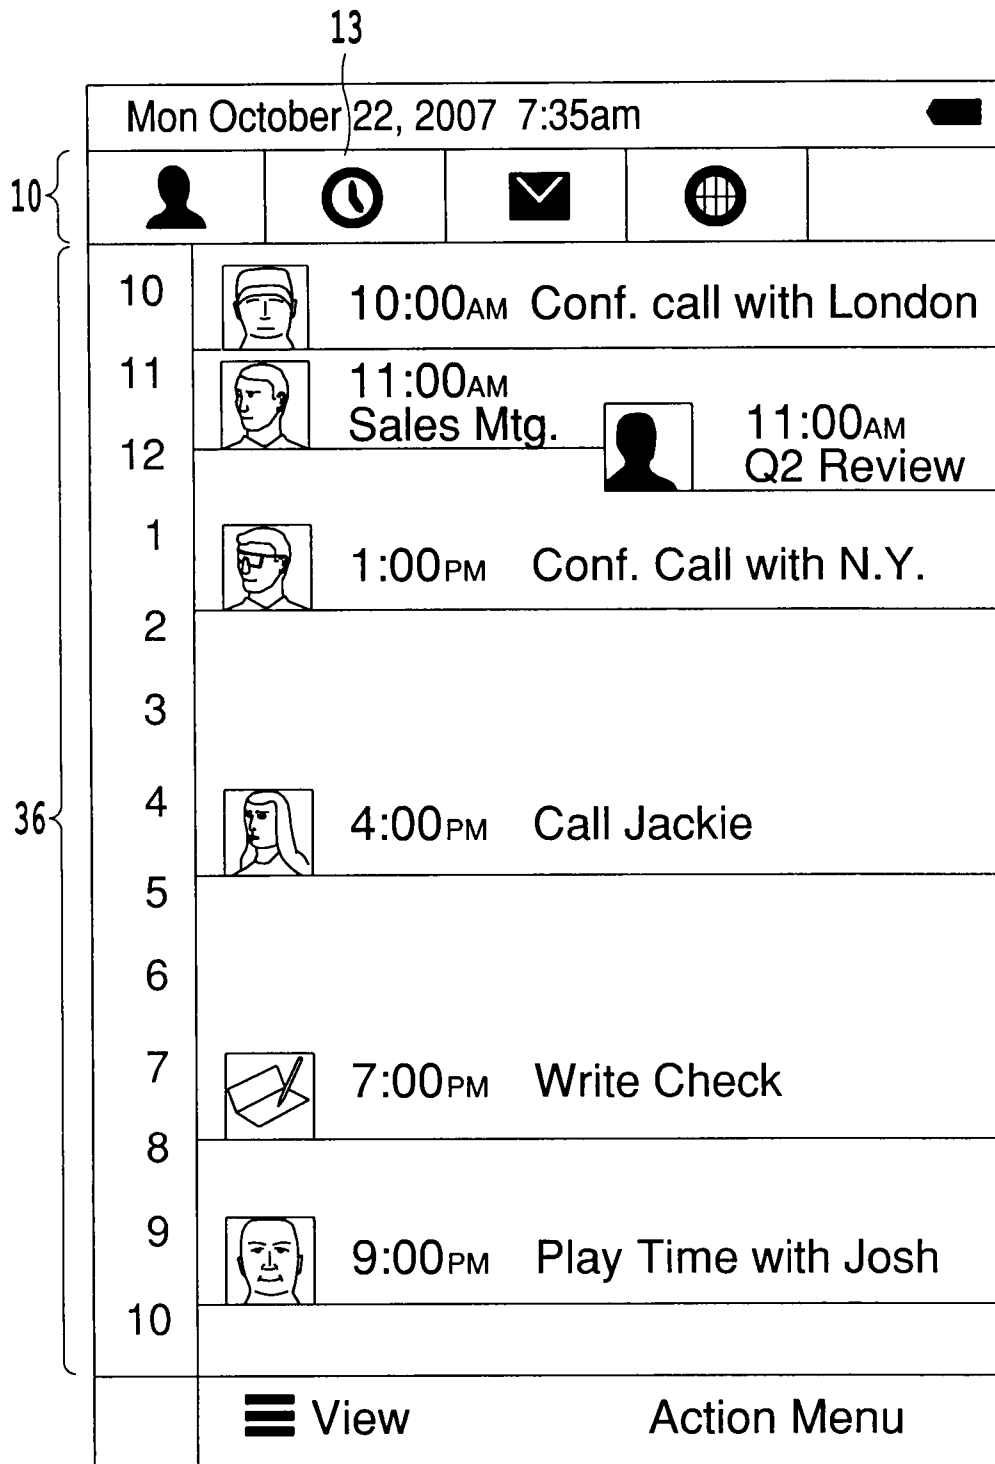 13
Mon October 22, 2007 7:35am
10
10 10:00AM Conf. call with London
11 11:00AM
Sales Mtg. 11:00AM
12 Q2 Review
1 1:00PM Conf. Call with N.Y.
2
3
36
4 4:00PM Call Jackie
5
6
7 7:00PM Write Check
8
9 9:00PM Play Time with Josh
10
View Action Menu